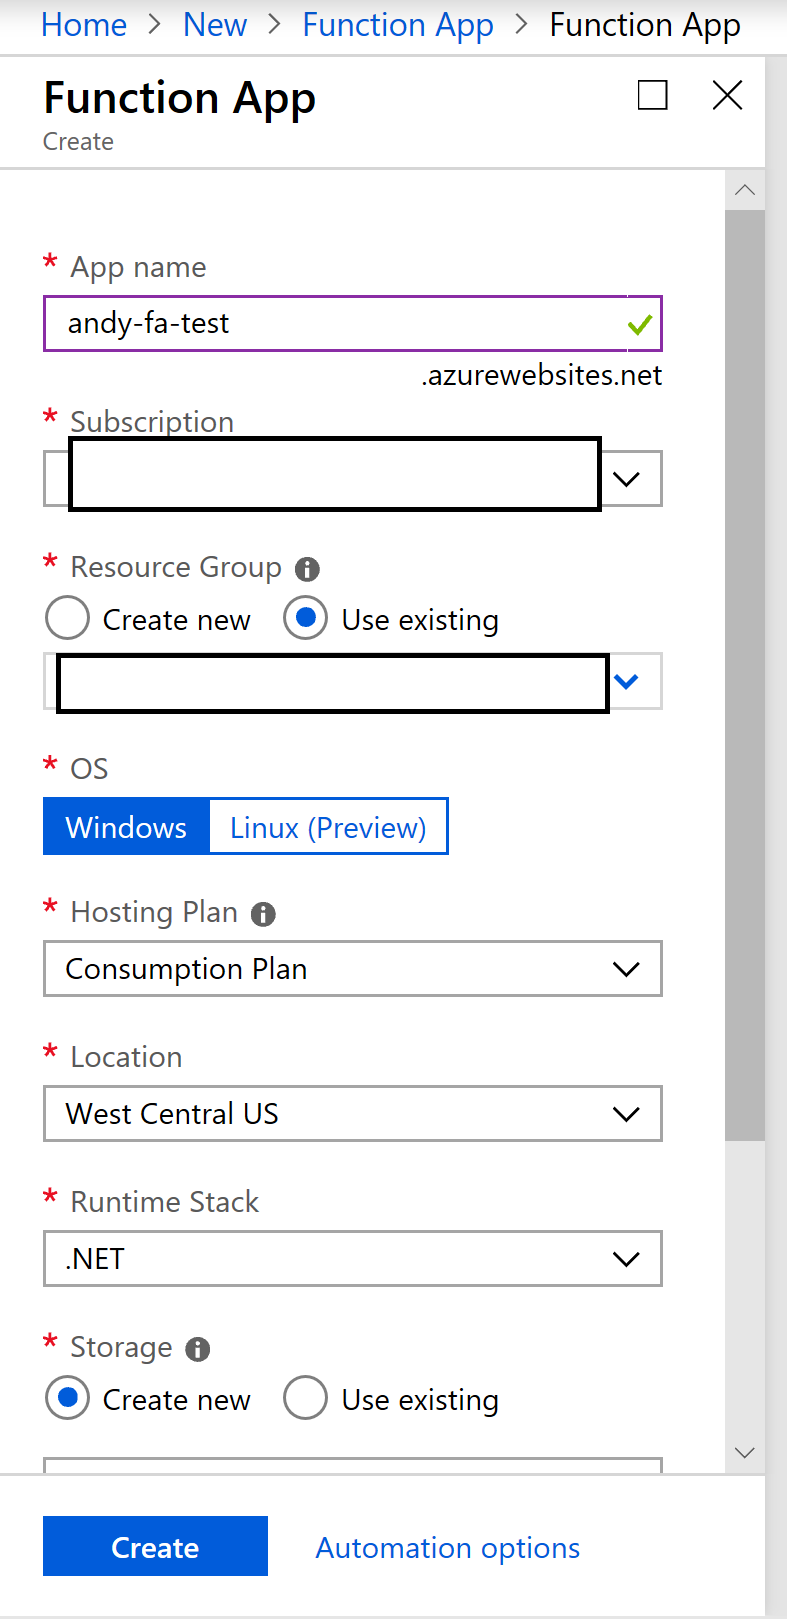 Home > New > Function App > Function App
Function App
Create
* App name
andy-fa-test
.azurewebsites.net
* Subscription
* Resource Group
Create new Use existing
* OS
Windows Linux (Preview)
* Hosting Plan
Consumption Plan
* Location
West Central US
* Runtime Stack
.NET
* Storage
Create new Use existing
Create Automation options